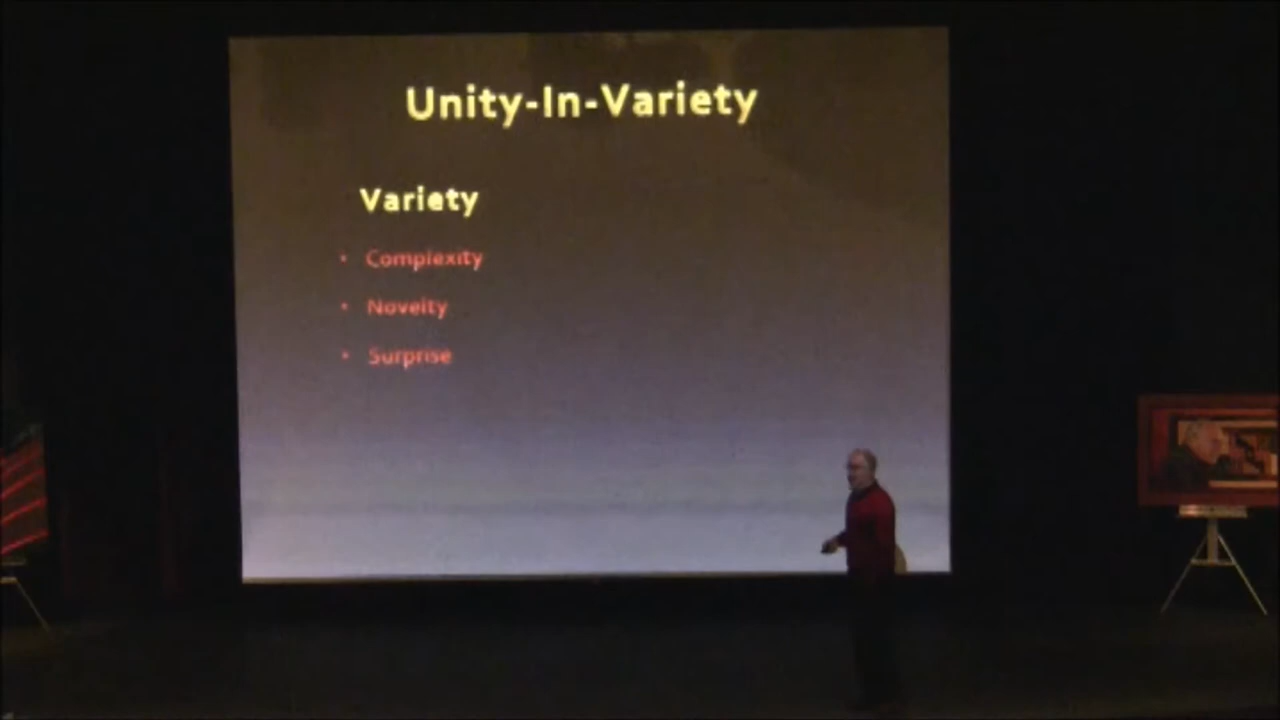 Unity-In-Variety
Variety
• Complexity
• Novelty
• Surprise